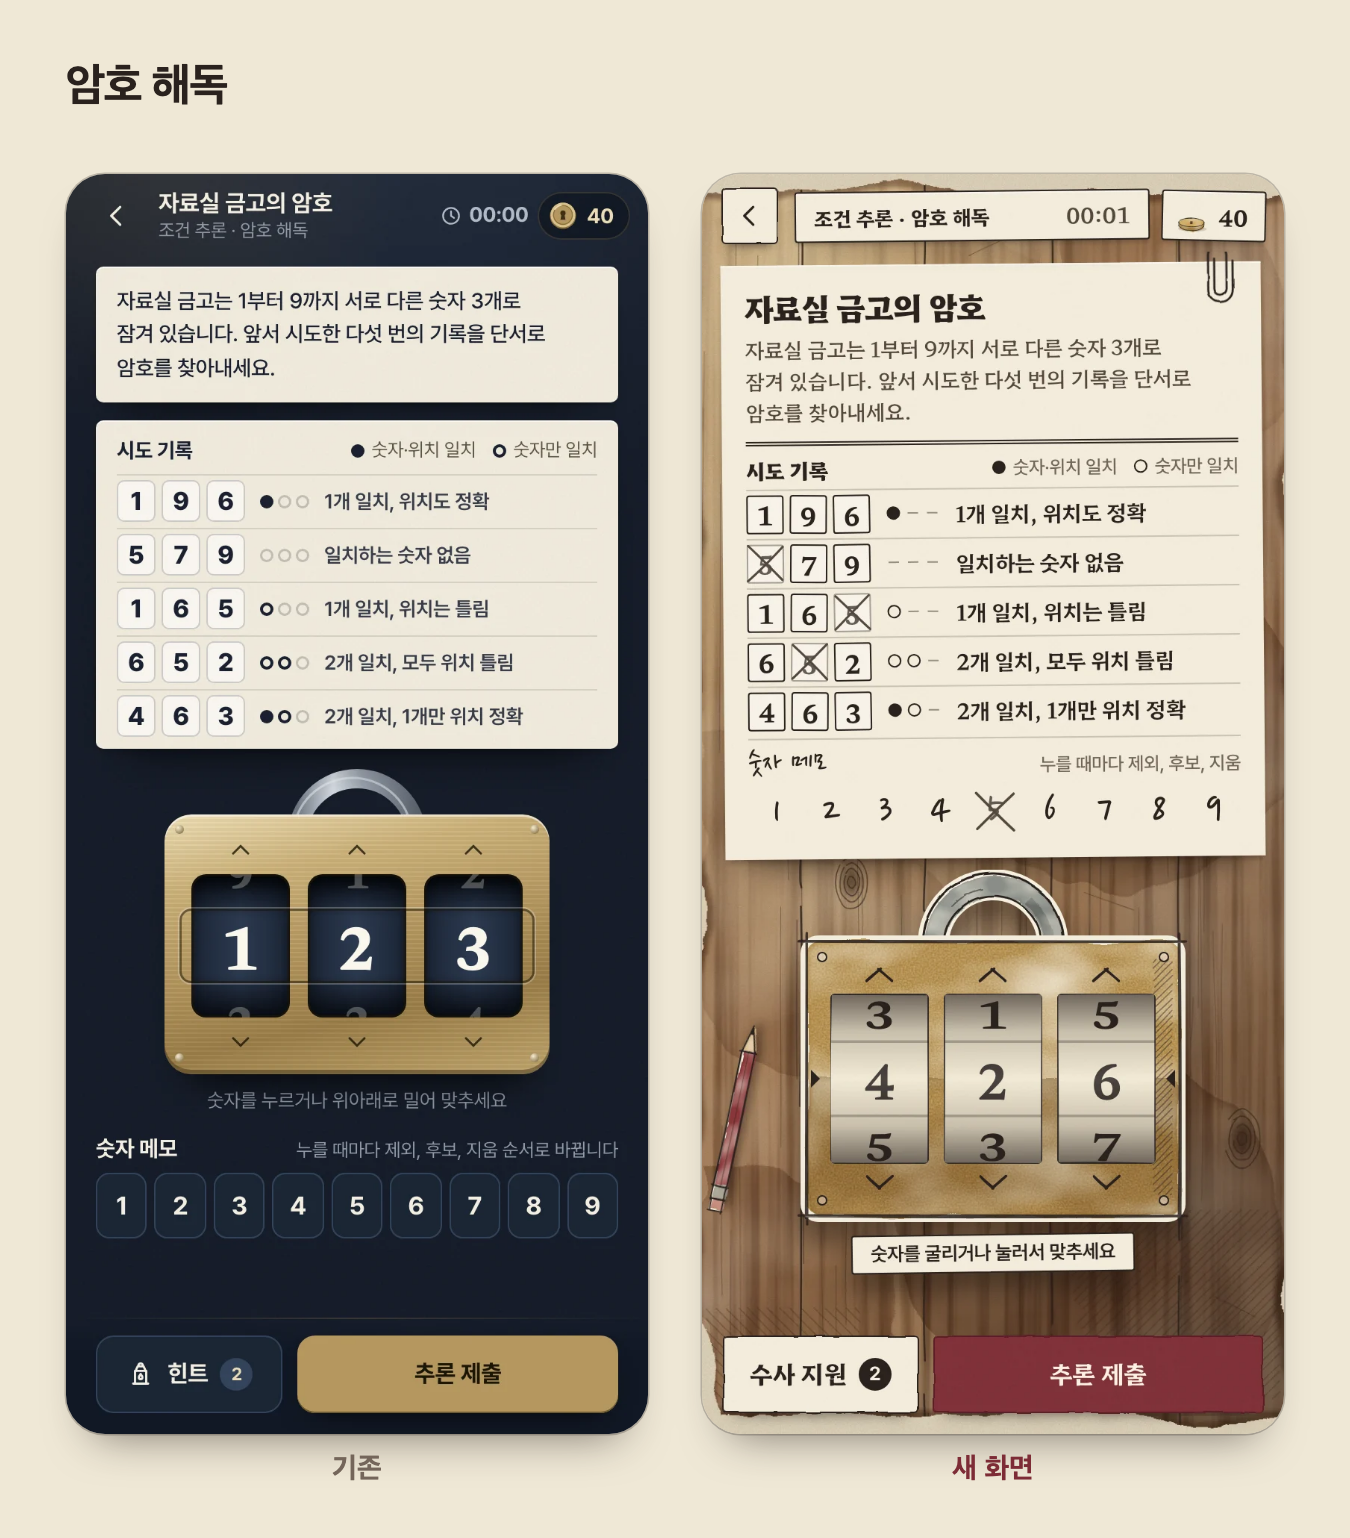 암호 해독
자료실 금고의 암호
조건 추론 · 암호 해독
00:00
40
자료실 금고는 1부터 9까지 서로 다른 숫자 3개로
잠겨 있습니다. 앞서 시도한 다섯 번의 기록을 단서로
암호를 찾아내세요.
시도 기록
숫자·위치 일치
숫자만 일치
1 9 6 1개 일치, 위치도 정확
5 7 9 일치하는 숫자 없음
1 6 5 1개 일치, 위치는 틀림
6 5 2 2개 일치, 모두 위치 틀림
4 6 3 2개 일치, 1개만 위치 정확
9 1 2
1 2 3
2 3 4
숫자를 누르거나 위아래로 밀어 맞추세요
숫자 메모
누를 때마다 제외, 후보, 지움 순서로 바뀝니다
1 2 3 4 5 6 7 8 9
힌트 2
추론 제출
기존
조건 추론 · 암호 해독
00:01
40
자료실 금고의 암호
자료실 금고는 1부터 9까지 서로 다른 숫자 3개로
잠겨 있습니다. 앞서 시도한 다섯 번의 기록을 단서로
암호를 찾아내세요.
시도 기록
숫자·위치 일치
숫자만 일치
1 9 6 1개 일치, 위치도 정확
5 7 9 일치하는 숫자 없음
1 6 5 1개 일치, 위치는 틀림
6 5 2 2개 일치, 모두 위치 틀림
4 6 3 2개 일치, 1개만 위치 정확
숫자 메모
누를 때마다 제외, 후보, 지움
1 2 3 4 5 6 7 8 9
3 1 5
4 2 6
5 3 7
숫자를 굴리거나 눌러서 맞추세요
수사 지원 2
추론 제출
새 화면